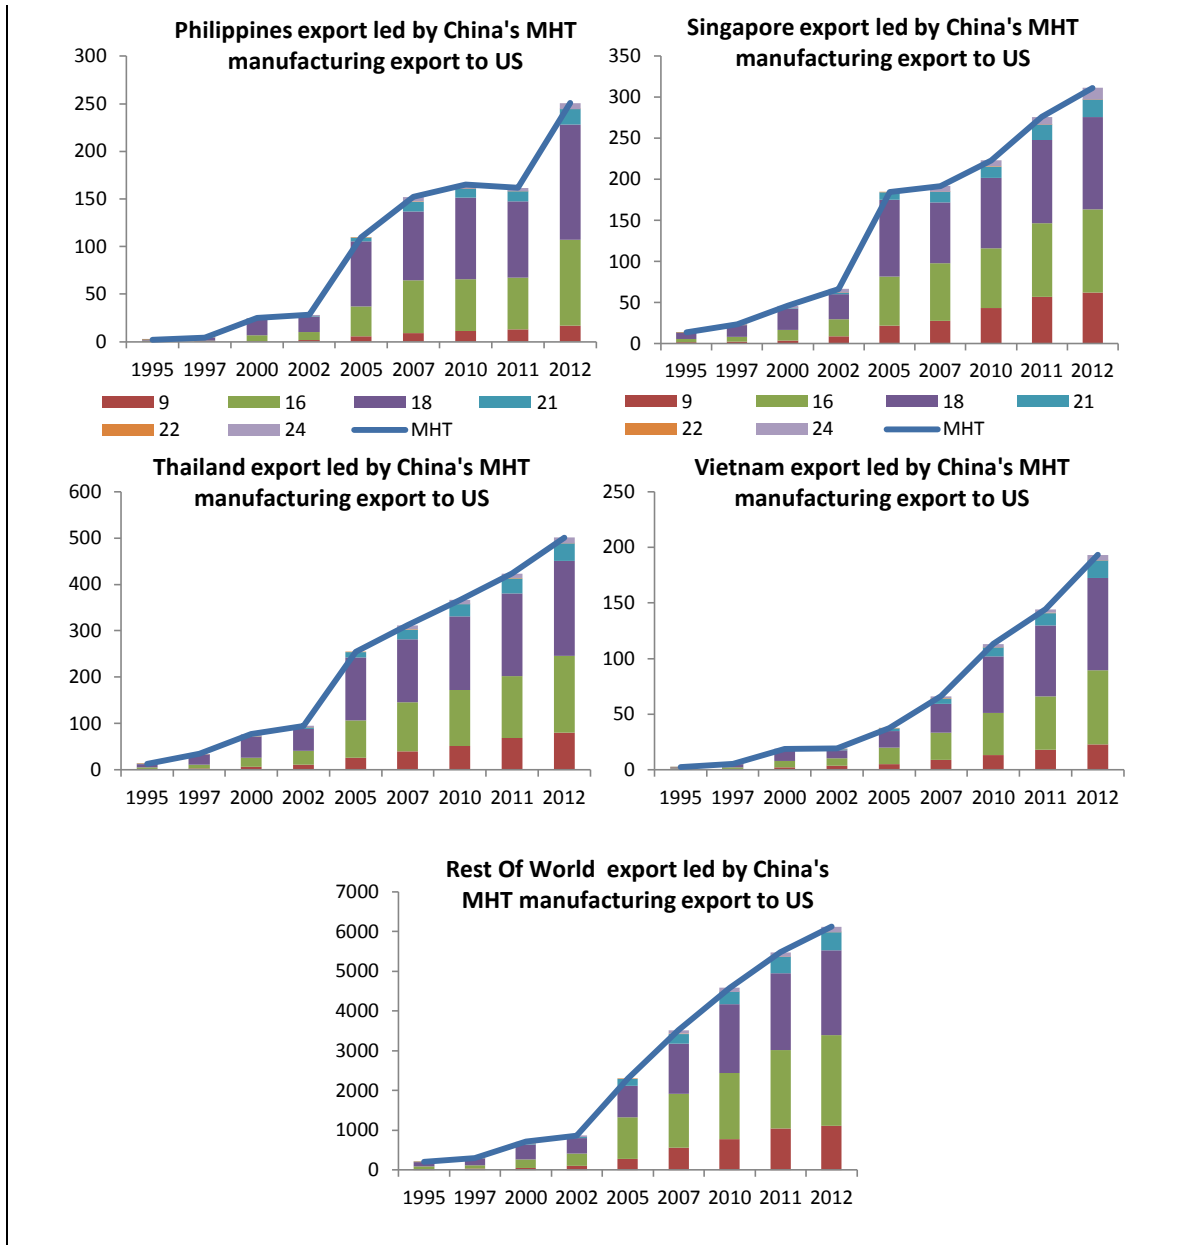 Philippines export led by China's MHT
manufacturing export to US
300
250
200
150
100
50
0
1995 1997 2000 2002 2005 2007 2010 2011 2012
9 16 18 21
22 24 MHT
Singapore export led by China's MHT
manufacturing export to US
350
300
250
200
150
100
50
0
1995 1997 2000 2002 2005 2007 2010 2011 2012
9 16 18 21
22 24 MHT
Thailand export led by China's MHT
manufacturing export to US
600
500
400
300
200
100
0
1995 1997 2000 2002 2005 2007 2010 2011 2012
Vietnam export led by China's MHT
manufacturing export to US
250
200
150
100
50
0
1995 1997 2000 2002 2005 2007 2010 2011 2012
Rest Of World export led by China's
MHT manufacturing export to US
7000
6000
5000
4000
3000
2000
1000
0
1995 1997 2000 2002 2005 2007 2010 2011 2012